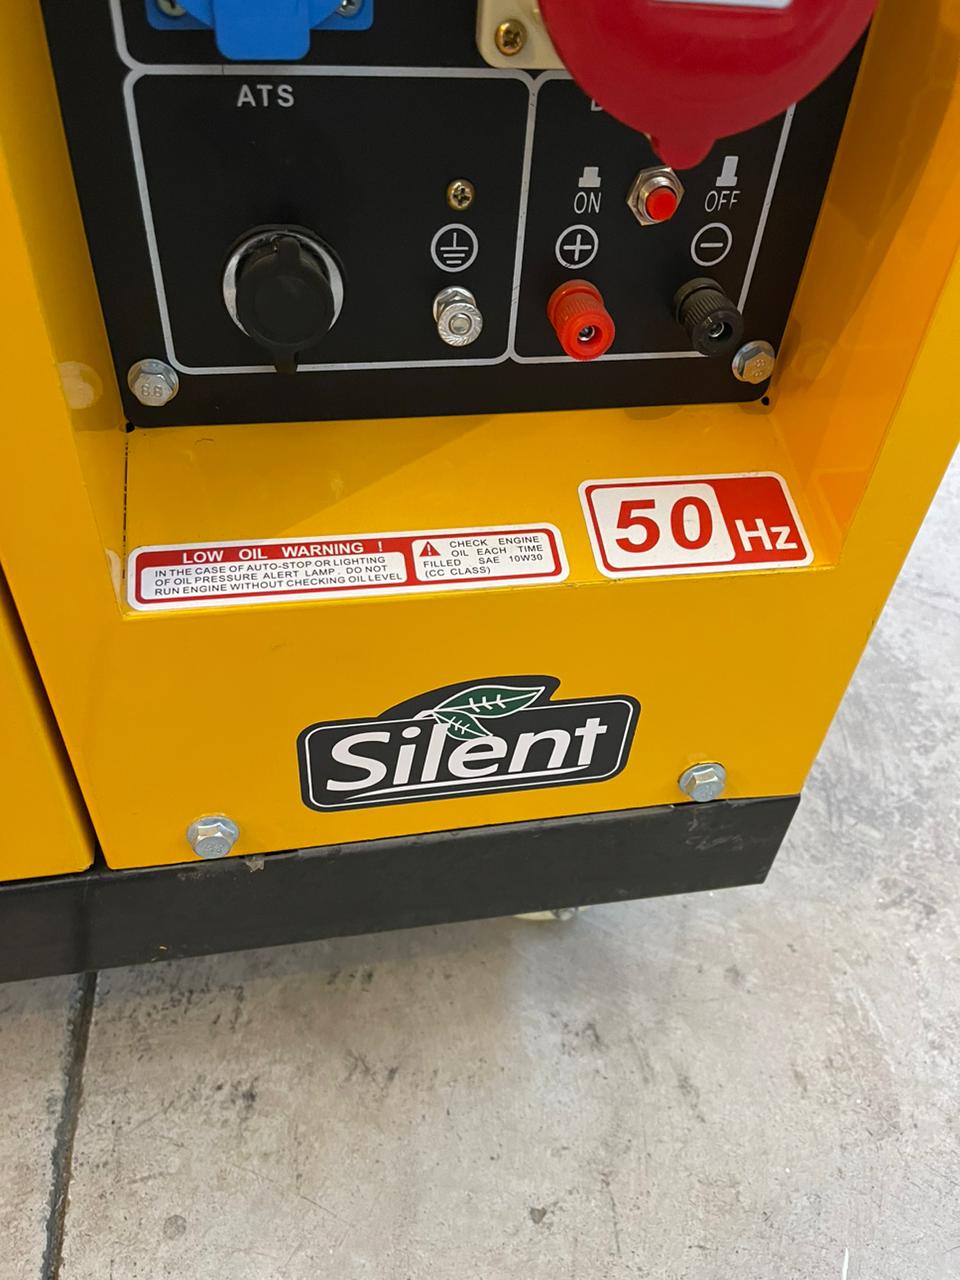 ATS
ON
OFF
LOW OIL WARNING !
IN THE CASE OF AUTO-STOP OR LIGHTING
OF OIL PRESSURE ALERT LAMP . DO NOT
RUN ENGINE WITHOUT CHECKING OIL LEVEL
CHECK ENGINE
OIL EACH TIME
FILLED SAE 10W30
(CC CLASS)
50 Hz
Silent